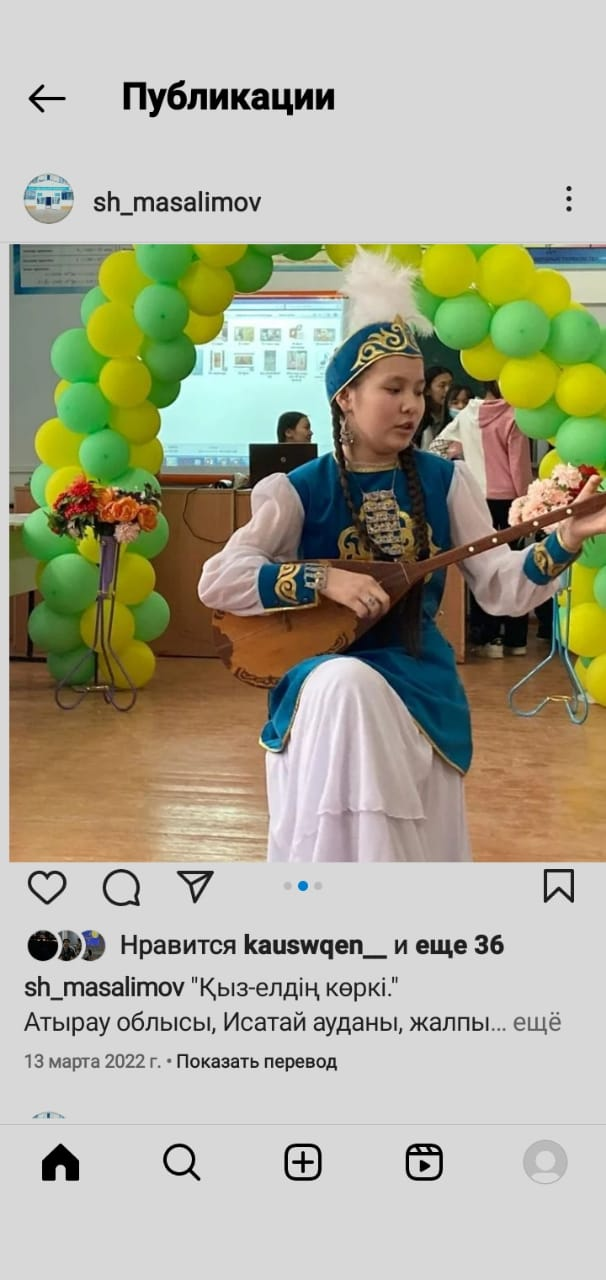 Публикации
sh_masalimov
Нравится kauswqen__ и еще 36
sh_masalimov "Қыз-елдің көркі."
Атырау облысы, Исатай ауданы, жалпы... ещё
13 марта 2022 г. • Показать перевод